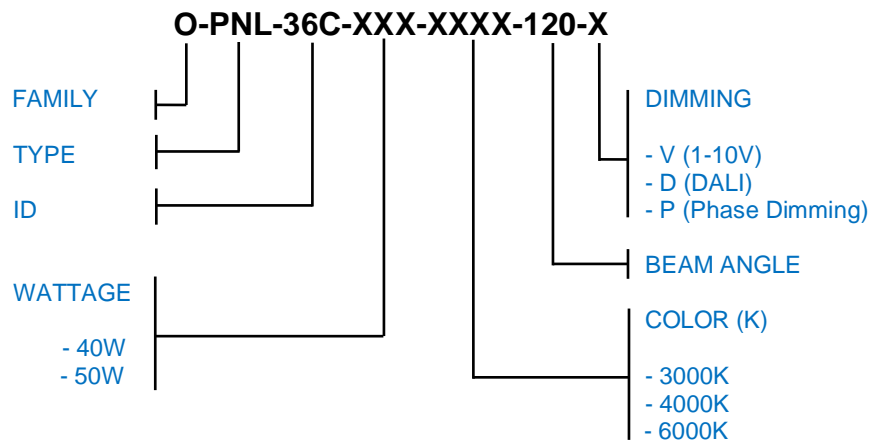 O-PNL-36C-XXX-XXXX-120-X
FAMILY
TYPE
ID
WATTAGE
- 40W
- 50W
DIMMING
- V (1-10V)
- D (DALI)
- P (Phase Dimming)
BEAM ANGLE
COLOR (K)
- 3000K
- 4000K
- 6000K